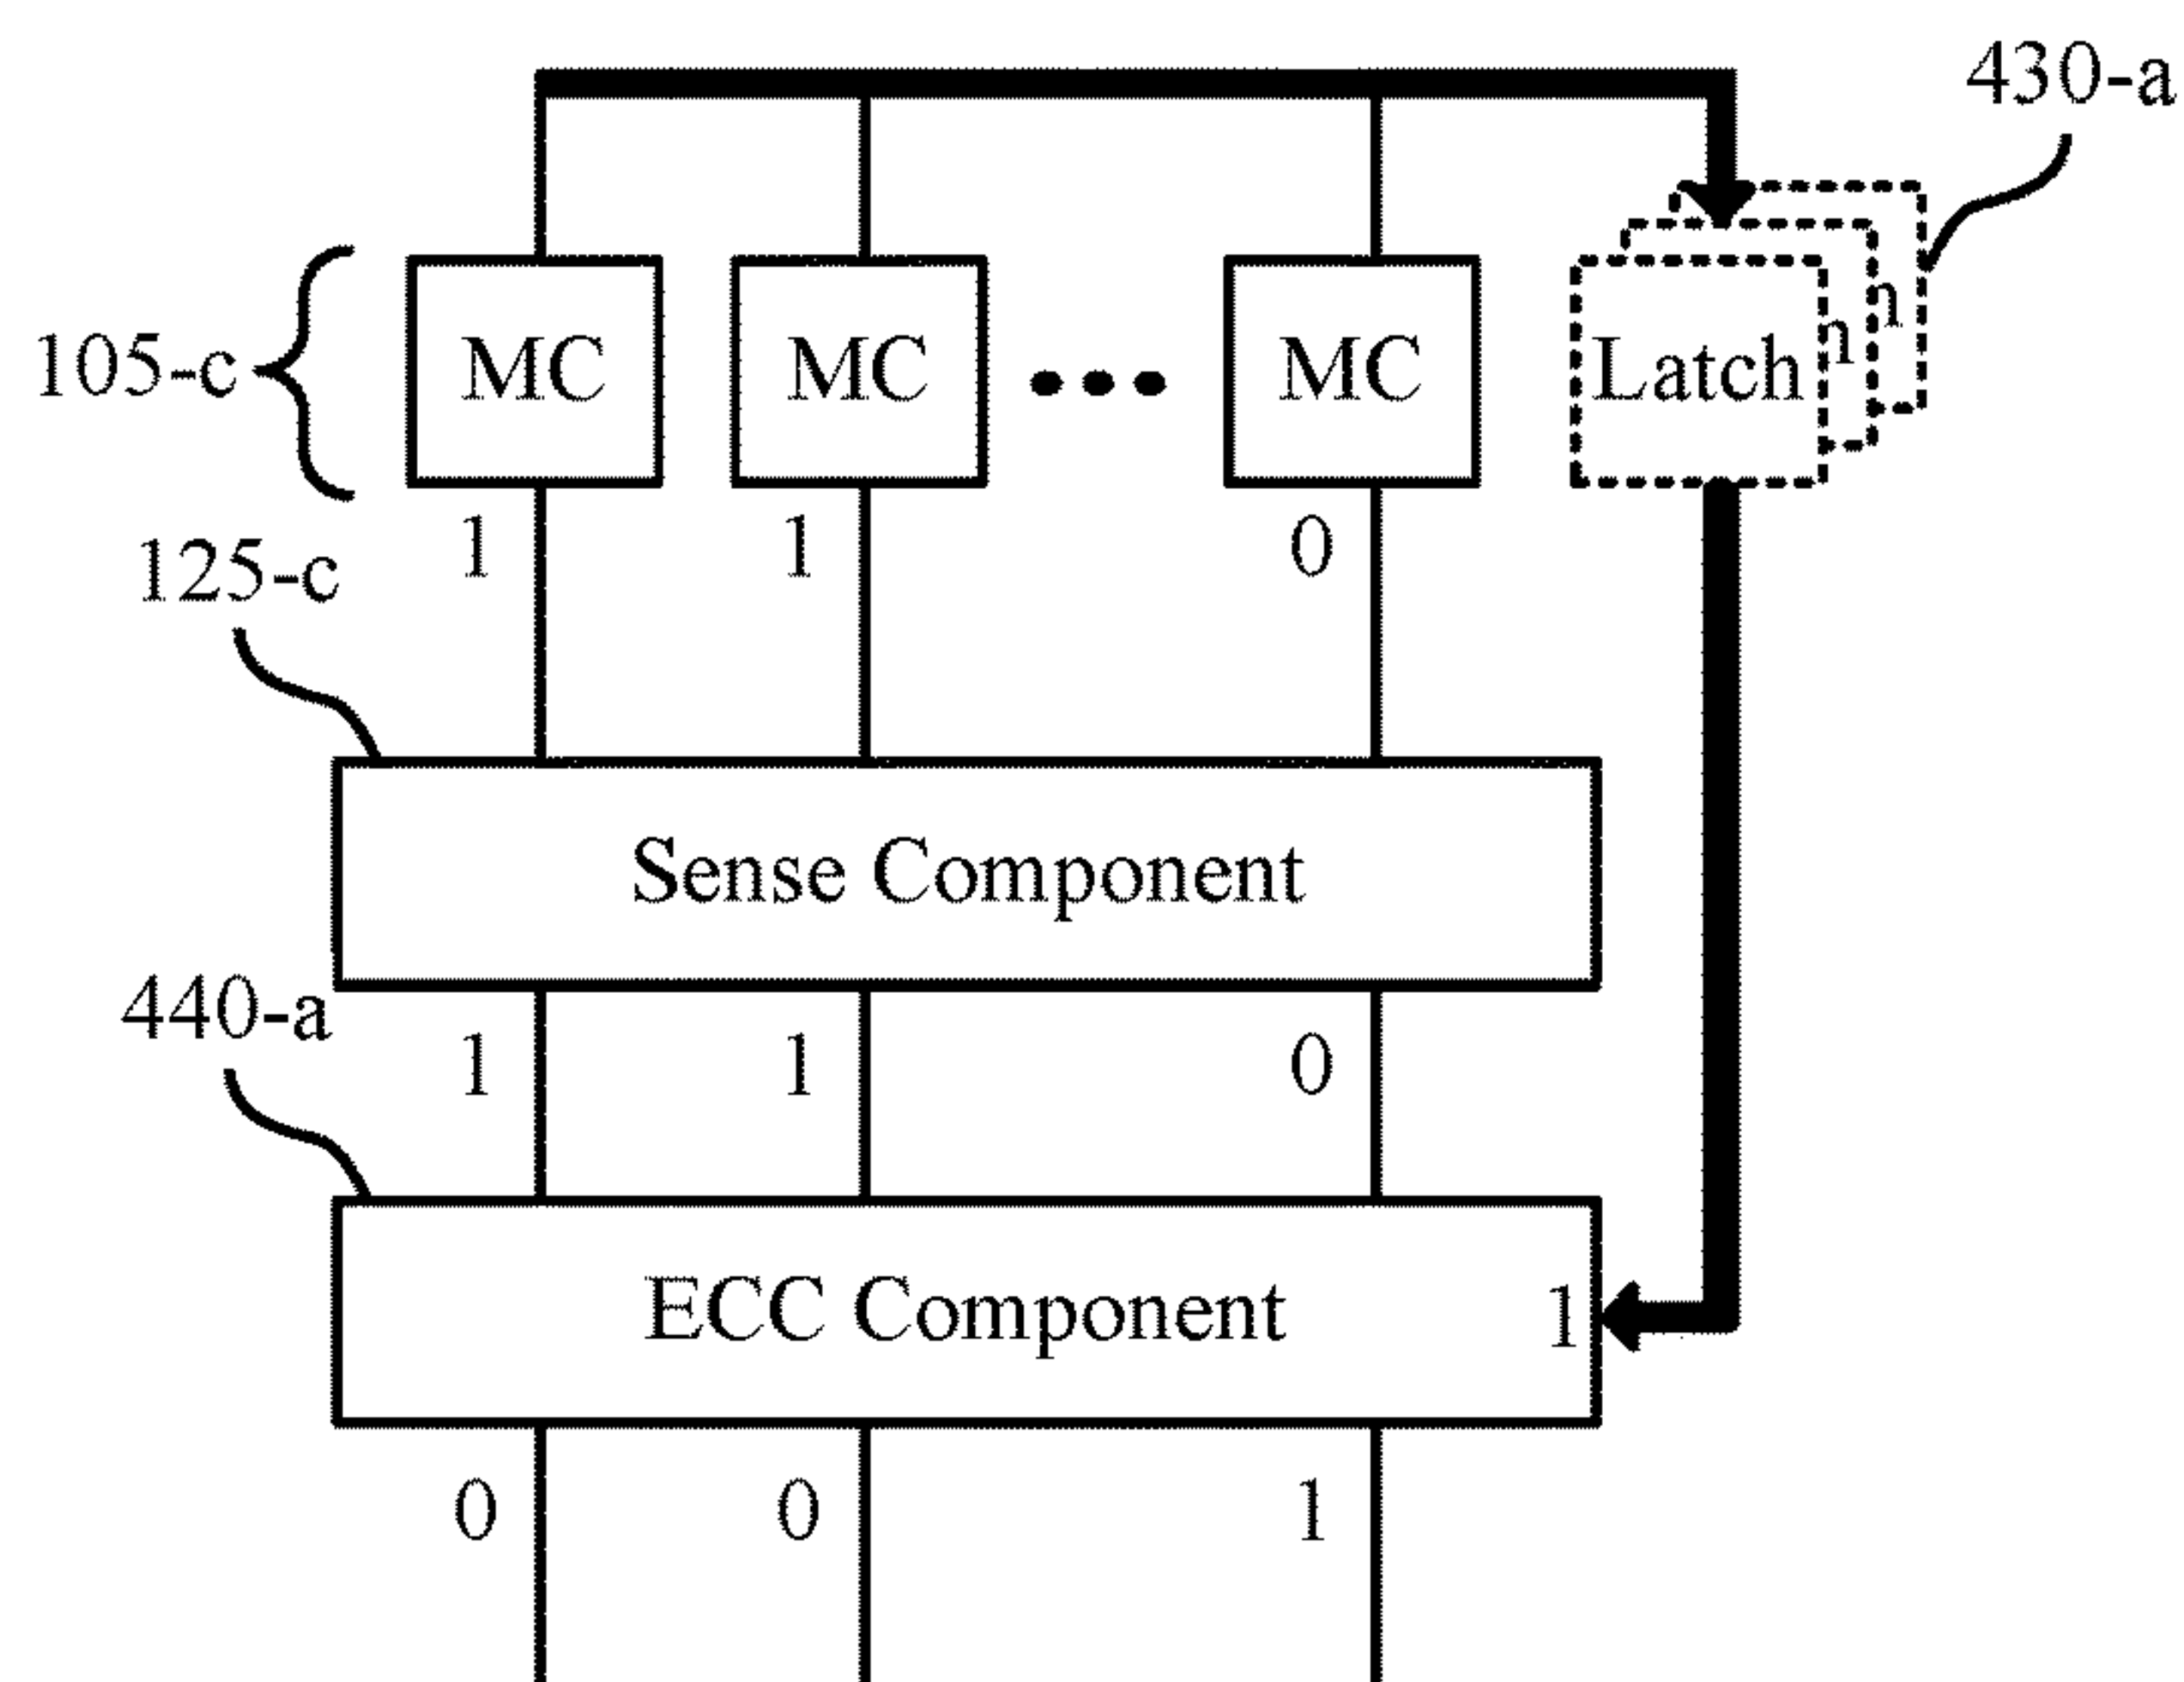 430-a
105-c
MC MC ••• MC Latch
1 1 0
125-c
Sense Component
440-a
1 1 0
ECC Component 1
0 0 1